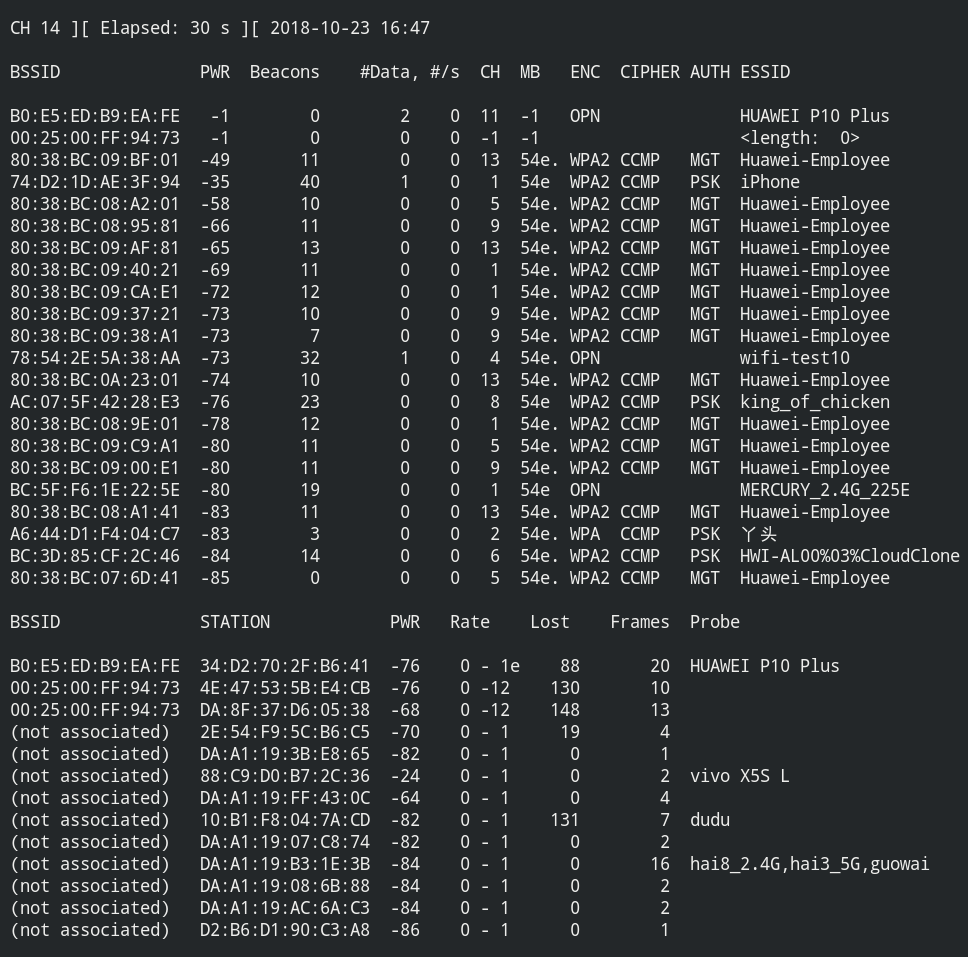 CH 14 ][ Elapsed: 30 s ][ 2018-10-23 16:47
BSSID PWR Beacons #Data, #/s CH MB ENC CIPHER AUTH ESSID
B0:E5:ED:B9:EA:FE -1 0 2 0 11 -1 OPN HUAWEI P10 Plus
00:25:00:FF:94:73 -1 0 0 0 -1 -1 <length: 0>
80:38:BC:09:BF:01 -49 11 0 0 13 54e. WPA2 CCMP MGT Huawei-Employee
74:D2:1D:AE:3F:94 -35 40 1 0 1 54e WPA2 CCMP PSK iPhone
80:38:BC:08:A2:01 -58 10 0 0 5 54e. WPA2 CCMP MGT Huawei-Employee
80:38:BC:08:95:81 -66 11 0 0 9 54e. WPA2 CCMP MGT Huawei-Employee
80:38:BC:09:AF:81 -65 13 0 0 13 54e. WPA2 CCMP MGT Huawei-Employee
80:38:BC:09:40:21 -69 11 0 0 1 54e. WPA2 CCMP MGT Huawei-Employee
80:38:BC:09:CA:E1 -72 12 0 0 1 54e. WPA2 CCMP MGT Huawei-Employee
80:38:BC:09:37:21 -73 10 0 0 9 54e. WPA2 CCMP MGT Huawei-Employee
80:38:BC:09:38:A1 -73 7 0 0 9 54e. WPA2 CCMP MGT Huawei-Employee
78:54:2E:5A:38:AA -73 32 1 0 4 54e. OPN wifi-test10
80:38:BC:0A:23:01 -74 10 0 0 13 54e. WPA2 CCMP MGT Huawei-Employee
AC:07:5F:42:28:E3 -76 23 0 0 8 54e WPA2 CCMP PSK king_of_chicken
80:38:BC:08:9E:01 -78 12 0 0 1 54e. WPA2 CCMP MGT Huawei-Employee
80:38:BC:09:C9:A1 -80 11 0 0 5 54e. WPA2 CCMP MGT Huawei-Employee
80:38:BC:09:00:E1 -80 11 0 0 9 54e. WPA2 CCMP MGT Huawei-Employee
BC:5F:F6:1E:22:5E -80 19 0 0 1 54e OPN MERCURY_2.4G_225E
80:38:BC:08:A1:41 -83 11 0 0 13 54e. WPA2 CCMP MGT Huawei-Employee
A6:44:D1:F4:04:C7 -83 3 0 0 2 54e. WPA CCMP PSK 丫头
BC:3D:85:CF:2C:46 -84 14 0 0 6 54e. WPA2 CCMP PSK HWI-AL00%03%CloudClone
80:38:BC:07:6D:41 -85 0 0 0 5 54e. WPA2 CCMP MGT Huawei-Employee
BSSID STATION PWR Rate Lost Frames Probe
B0:E5:ED:B9:EA:FE 34:D2:70:2F:B6:41 -76 0 - 1e 88 20 HUAWEI P10 Plus
00:25:00:FF:94:73 4E:47:53:5B:E4:CB -76 0 -12 130 10
00:25:00:FF:94:73 DA:8F:37:D6:05:38 -68 0 -12 148 13
(not associated) 2E:54:F9:5C:B6:C5 -70 0 - 1 19 4
(not associated) DA:A1:19:3B:E8:65 -82 0 - 1 0 1
(not associated) 88:C9:D0:B7:2C:36 -24 0 - 1 0 2 vivo X5S L
(not associated) DA:A1:19:FF:43:0C -64 0 - 1 0 4
(not associated) 10:B1:F8:04:7A:CD -82 0 - 1 131 7 dudu
(not associated) DA:A1:19:07:C8:74 -82 0 - 1 0 2
(not associated) DA:A1:19:B3:1E:3B -84 0 - 1 0 16 hai8_2.4G,hai3_5G,guowai
(not associated) DA:A1:19:08:6B:88 -84 0 - 1 0 2
(not associated) DA:A1:19:AC:6A:C3 -84 0 - 1 0 2
(not associated) D2:B6:D1:90:C3:A8 -86 0 - 1 0 1